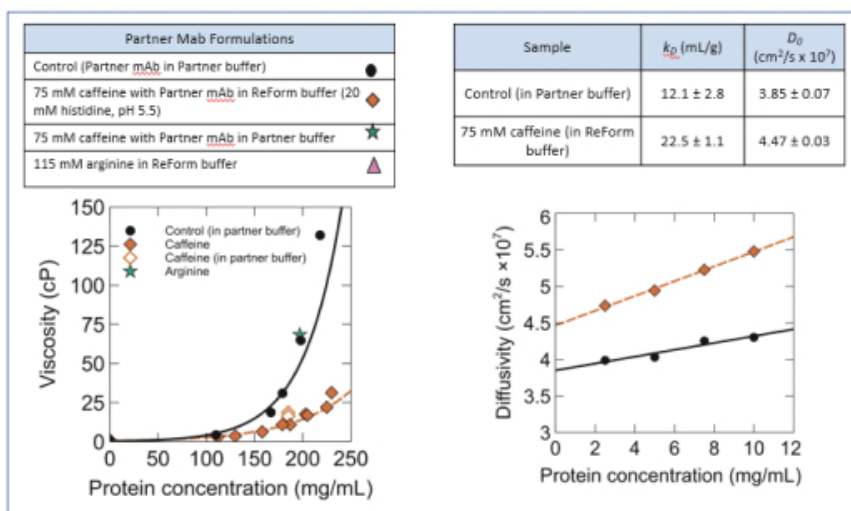 Partner Mab Formulations
Control (Partner mAb in Partner buffer)
75 mM caffeine with Partner mAb in ReForm buffer (20
mM histidine, pH 5.5)
75 mM caffeine with Partner mAb in Partner buffer
115 mM arginine in ReForm buffer
Sample
kD (mL/g)
D0
(cm²/s x 10⁷)
Control (in Partner buffer)
12.1 ± 2.8
3.85 ± 0.07
75 mM caffeine (in ReForm
buffer)
22.5 ± 1.1
4.47 ± 0.03
Viscosity (cP)
150
125
100
75
50
25
0
Control (in partner buffer)
Caffeine
Caffeine (in partner buffer)
Arginine
0 50 100 150 200 250
Protein concentration (mg/mL)
Diffusivity (cm²/s ×10⁷)
6
5.5
5
4.5
4
3.5
3
0 2 4 6 8 10 12
Protein concentration (mg/mL)